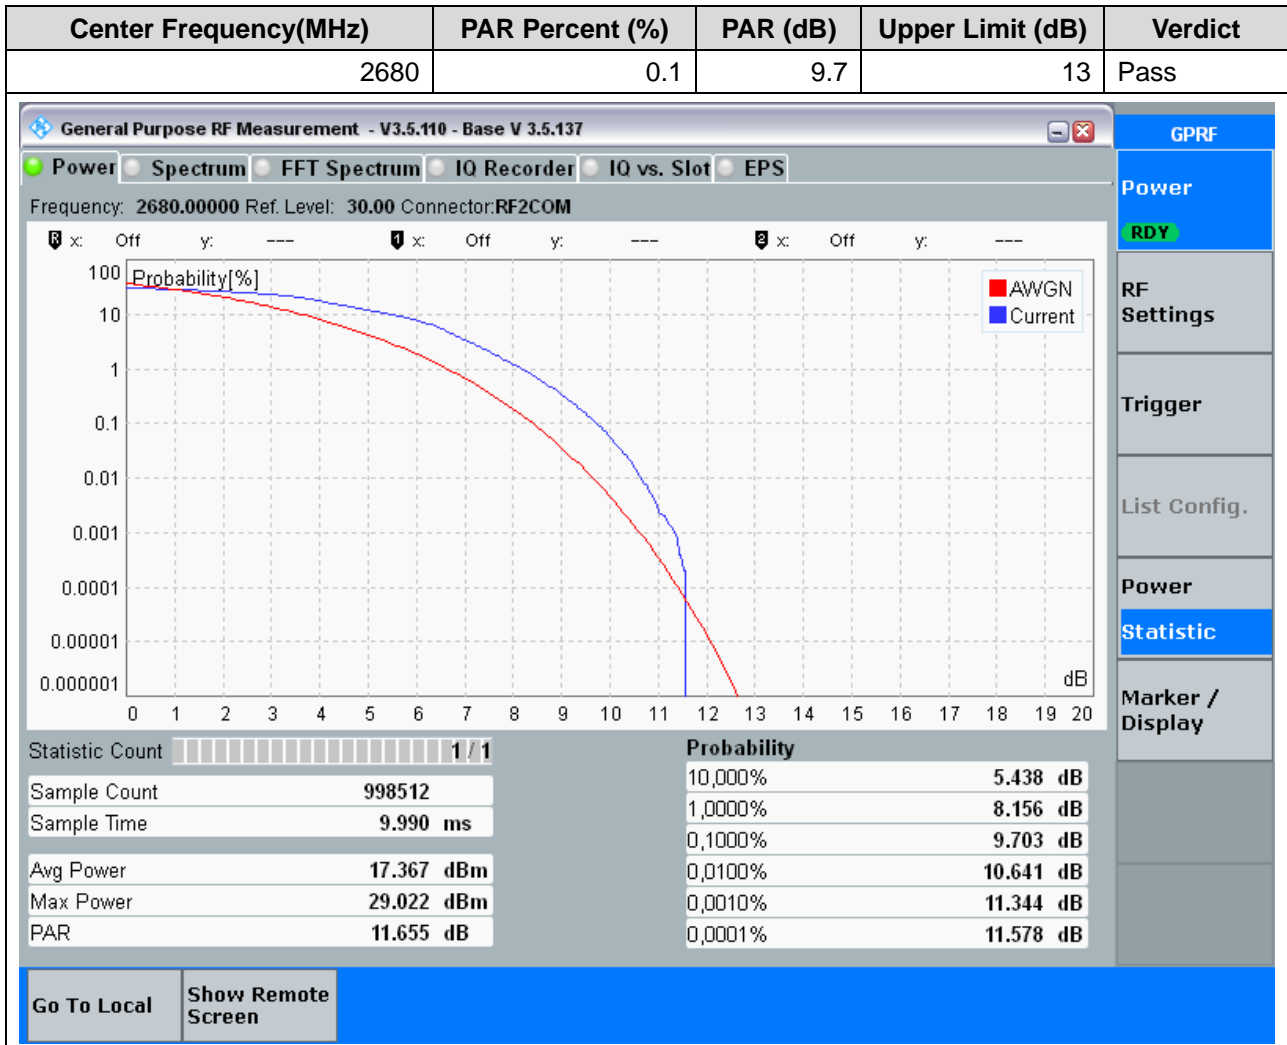 Center Frequency(MHz) PAR Percent (%) PAR (dB) Upper Limit (dB) Verdict
2680 0.1 9.7 13 Pass
General Purpose RF Measurement - V3.5.110 - Base V 3.5.137
GPRF
Power Spectrum FFT Spectrum IQ Recorder IQ vs. Slot EPS
Frequency: 2680.00000 Ref. Level: 30.00 Connector:RF2COM
R x: Off y: --- 1 x: Off y: --- 2 x: Off y: ---
Probability[%]
AWGN
Current
100
10
1
0.1
0.01
0.001
0.0001
0.00001
0.000001
dB
0 1 2 3 4 5 6 7 8 9 10 11 12 13 14 15 16 17 18 19 20
Statistic Count 1 / 1
Sample Count 998512
Sample Time 9.990 ms
Avg Power 17.367 dBm
Max Power 29.022 dBm
PAR 11.655 dB
Probability
10,000% 5.438 dB
1,0000% 8.156 dB
0,1000% 9.703 dB
0,0100% 10.641 dB
0,0010% 11.344 dB
0,0001% 11.578 dB
Power
RDY
RF
Settings
Trigger
List Config.
Power
Statistic
Marker /
Display
Go To Local
Show Remote
Screen